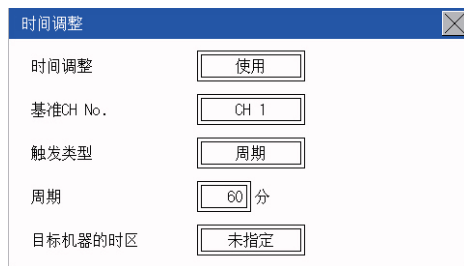 时间调整
时间调整 使用
基准CH No. CH 1
触发类型 周期
周期 60 分
目标机器的时区 未指定